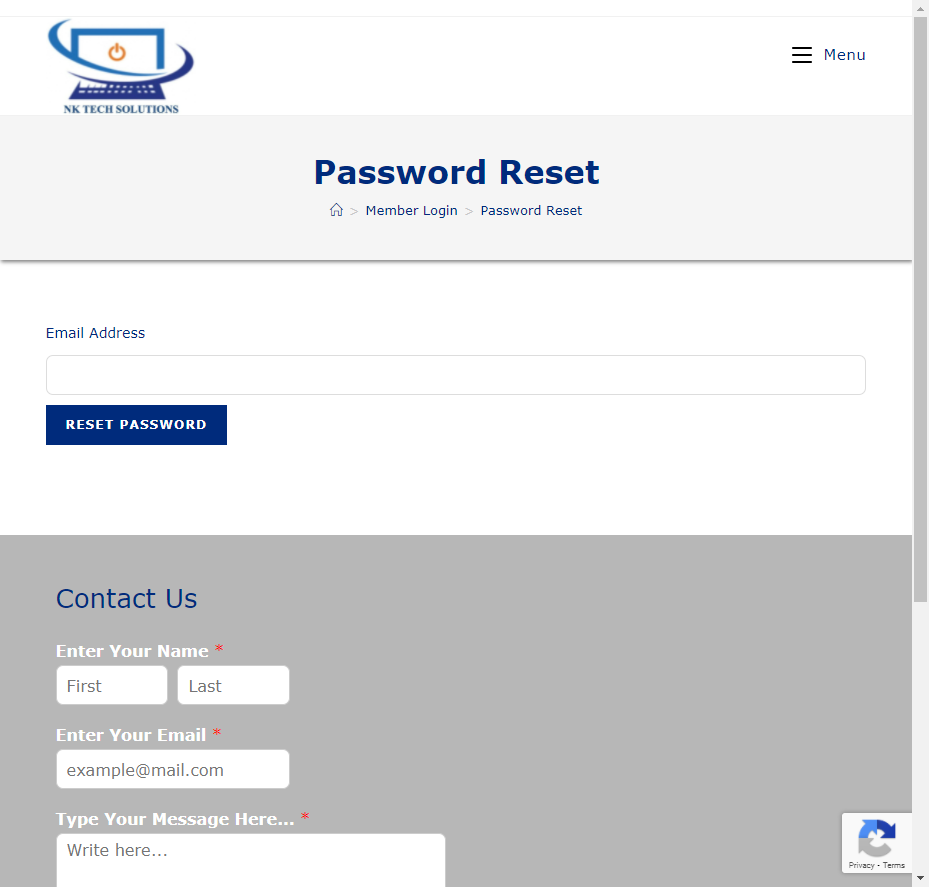 NK TECH SOLUTIONS
Menu
Password Reset
> Member Login > Password Reset
Email Address
RESET PASSWORD
Contact Us
Enter Your Name *
First Last
Enter Your Email *
example@mail.com
Type Your Message Here... *
Write here...
Privacy - Terms